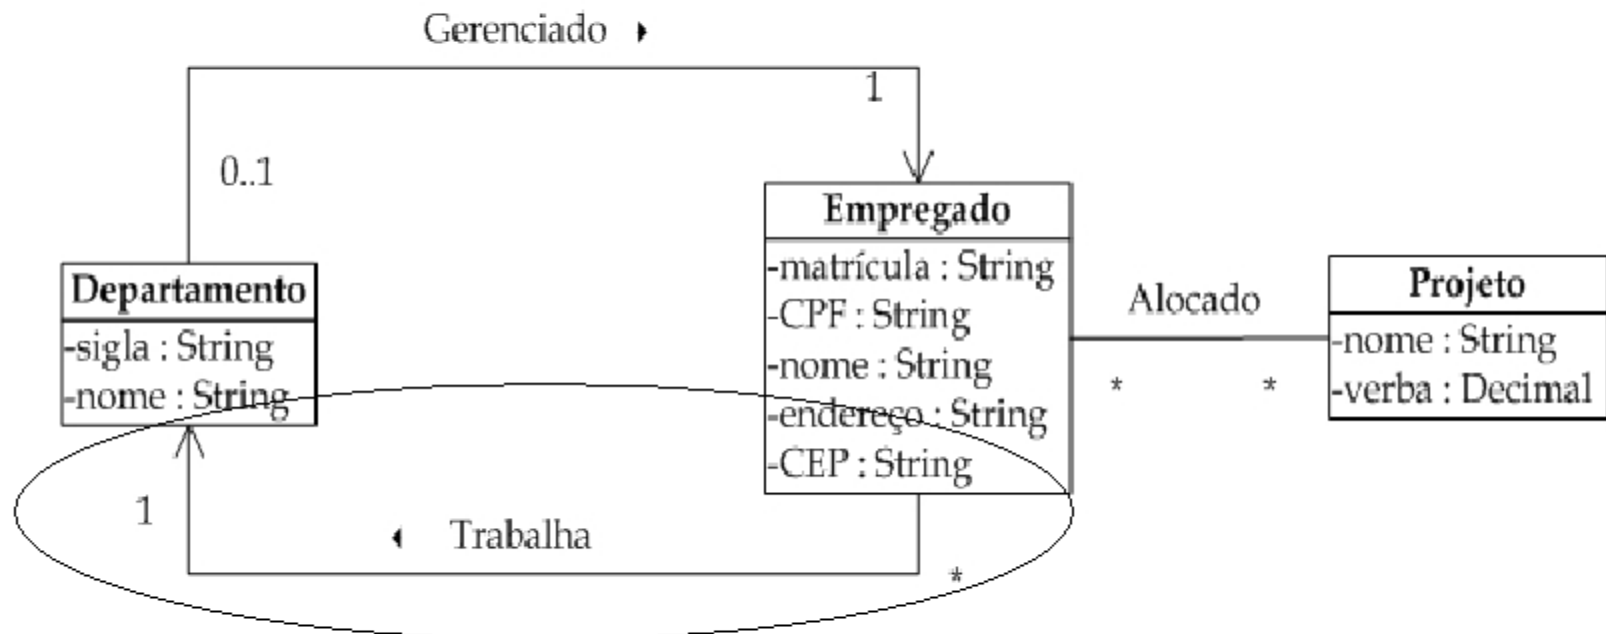 Gerenciado
1
0..1
Departamento
-sigla : String
-nome : String
Empregado
-matrícula : String
-CPF : String
-nome : String
-endereço : String
-CEP : String
Alocado
*
*
Projeto
-nome : String
-verba : Decimal
1
Trabalha
*